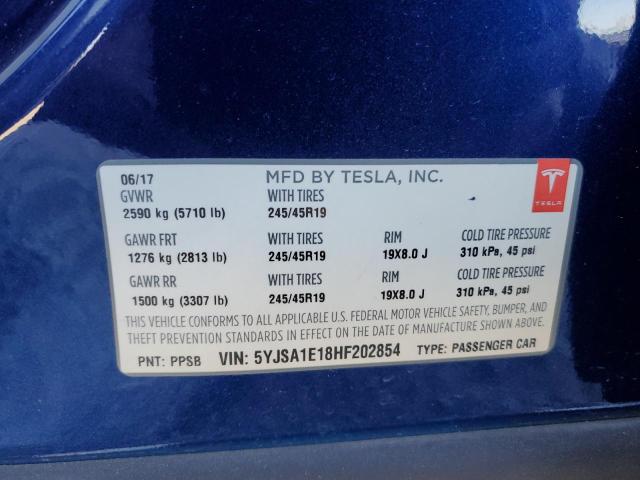 06/17 MFD BY TESLA, INC.
GVWR WITH TIRES
2590 kg (5710 lb) 245/45R19
TESLA
GAWR FRT WITH TIRES RIM COLD TIRE PRESSURE
1276 kg (2813 lb) 245/45R19 19X8.0 J 310 kPa, 45 psi
GAWR RR WITH TIRES RIM COLD TIRE PRESSURE
1500 kg (3307 lb) 245/45R19 19X8.0 J 310 kPa, 45 psi
THIS VEHICLE CONFORMS TO ALL APPLICABLE U.S. FEDERAL MOTOR VEHICLE SAFETY, BUMPER, AND
THEFT PREVENTION STANDARDS IN EFFECT ON THE DATE OF MANUFACTURE SHOWN ABOVE.
PNT: PPSB VIN: 5YJSA1E18HF202854 TYPE: PASSENGER CAR